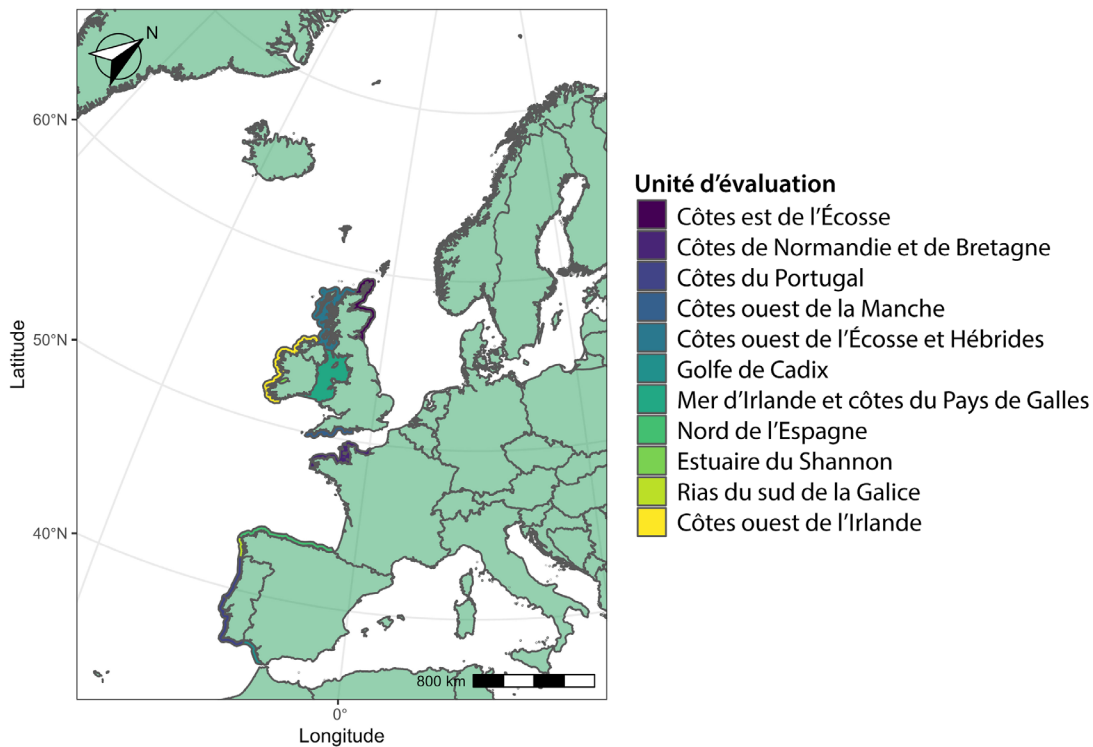 N
60°N
50°N
40°N
Latitude
800 km
0°
Longitude
Unité d’évaluation
Côtes est de l’Écosse
Côtes de Normandie et de Bretagne
Côtes du Portugal
Côtes ouest de la Manche
Côtes ouest de l’Écosse et Hébrides
Golfe de Cadix
Mer d’Irlande et côtes du Pays de Galles
Nord de l’Espagne
Estuaire du Shannon
Rias du sud de la Galice
Côtes ouest de l’Irlande